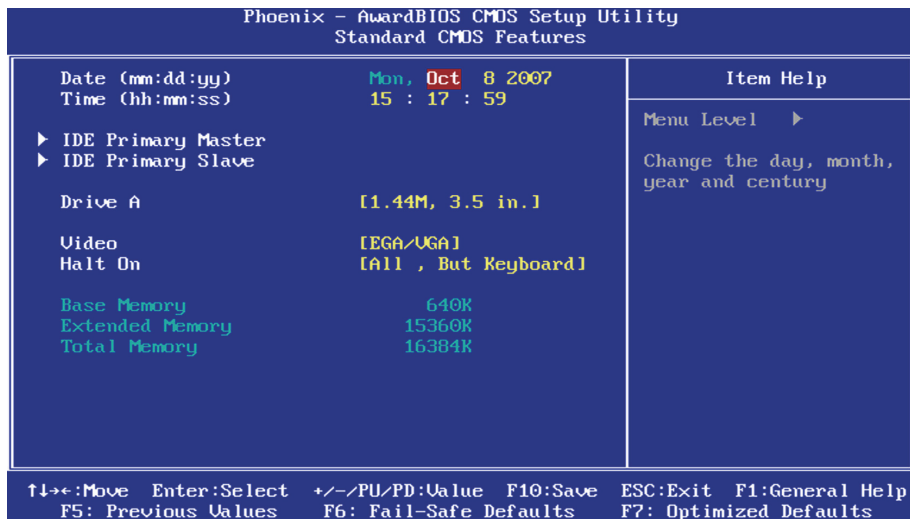 Phoenix - AwardBIOS CMOS Setup Utility
Standard CMOS Features
Date (mm:dd:yy) Mon, Oct 8 2007
Time (hh:mm:ss) 15 : 17 : 59
IDE Primary Master
IDE Primary Slave
Drive A [1.44M, 3.5 in.]
Video [EGA/VGA]
Halt On [All , But Keyboard]
Base Memory 640K
Extended Memory 15360K
Total Memory 16384K
Item Help
Menu Level
Change the day, month,
year and century
↑↓→←:Move Enter:Select +/-/PU/PD:Value F10:Save ESC:Exit F1:General Help
F5: Previous Values F6: Fail-Safe Defaults F7: Optimized Defaults